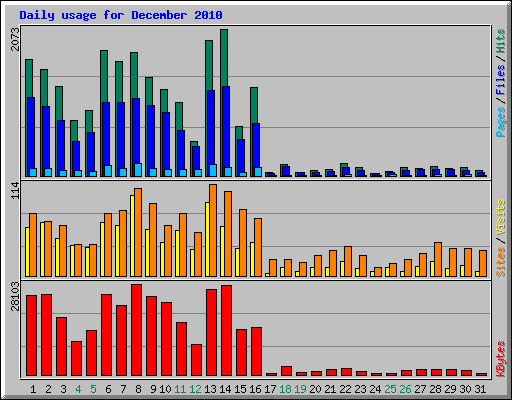 Daily usage for December 2010
2073
Pages / Files / Hits
114
Sites / Visits
28103
KBytes
1 2 3 4 5 6 7 8 9 10 11 12 13 14 15 16 17 18 19 20 21 22 23 24 25 26 27 28 29 30 31